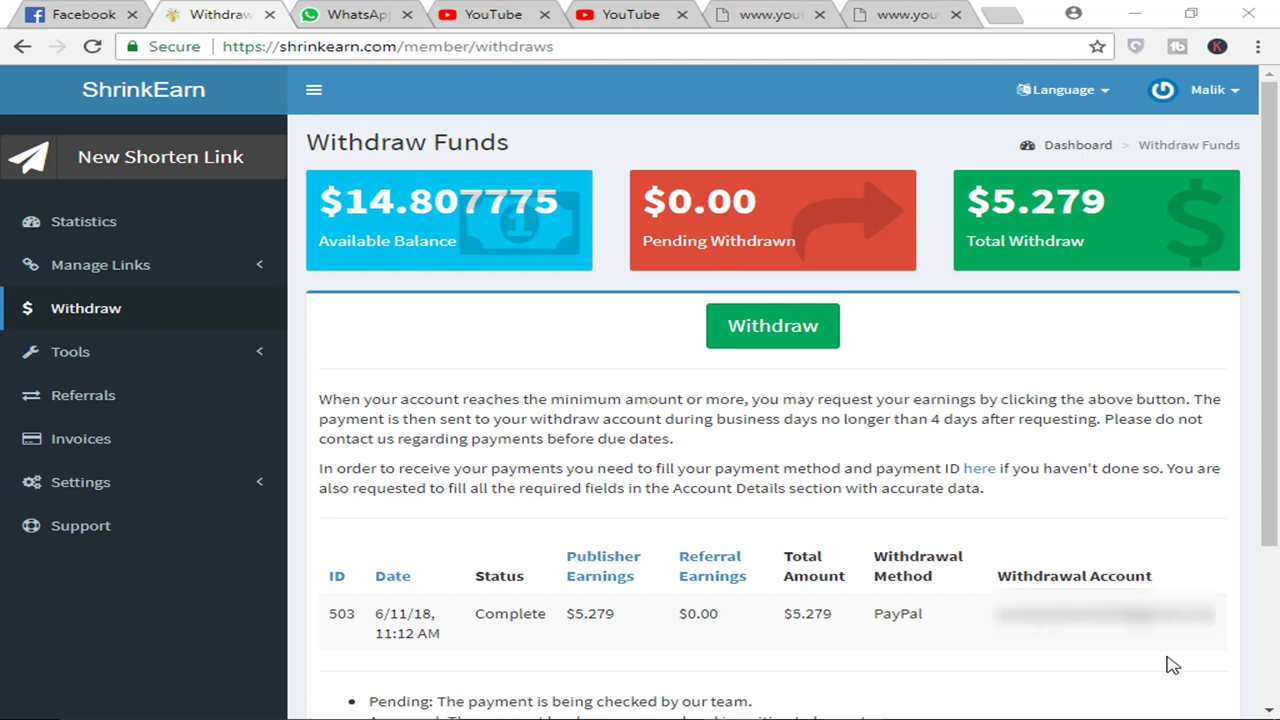 Facebook
Withdraw
WhatsApp
YouTube
YouTube
www.you
www.you
Secure
https://shrinkearn.com/member/withdraws
ShrinkEarn
Language
Malik
New Shorten Link
Statistics
Manage Links
Withdraw
Tools
Referrals
Invoices
Settings
Support
Withdraw Funds
Dashboard > Withdraw Funds
$14.807775
Available Balance
$0.00
Pending Withdrawn
$5.279
Total Withdraw
Withdraw
When your account reaches the minimum amount or more, you may request your earnings by clicking the above button. The
payment is then sent to your withdraw account during business days no longer than 4 days after requesting. Please do not
contact us regarding payments before due dates.
In order to receive your payments you need to fill your payment method and payment ID here if you haven't done so. You are
also requested to fill all the required fields in the Account Details section with accurate data.
ID Date Status Publisher Earnings Referral Earnings Total Amount Withdrawal Method Withdrawal Account
503 6/11/18, 11:12 AM Complete $5.279 $0.00 $5.279 PayPal
Pending: The payment is being checked by our team.